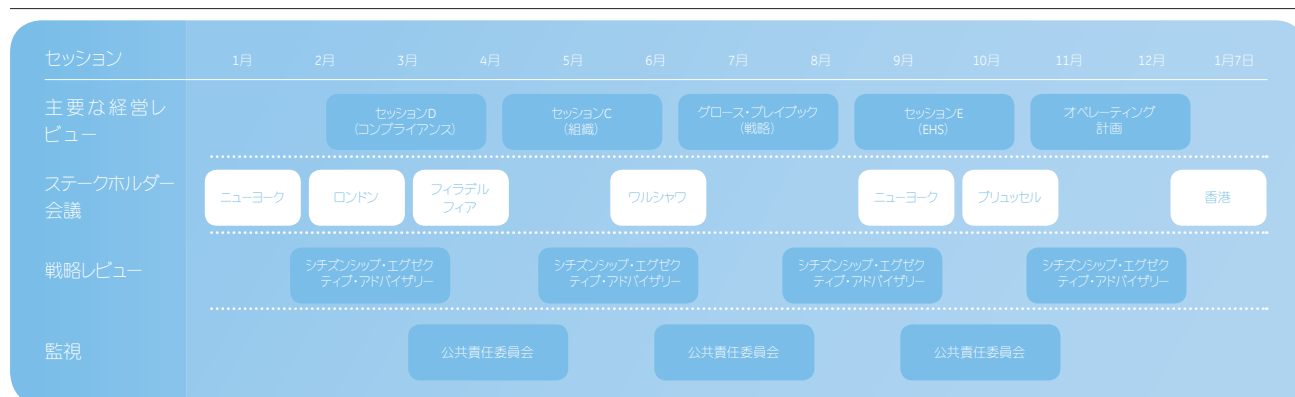 セッション 1月 2月 3月 4月 5月 6月 7月 8月 9月 10月 11月 12月 1月7日
主要な経営レ
ビュー
セッションD
(コンプライアンス)
セッションC
(組織)
グロース・プレイブック
(戦略)
セッションE
(EHS)
オペレーティング
計画
ステークホルダー
会議
ニューヨーク
ロンドン
フィラデル
フィア
ワルシャワ
ニューヨーク
ブリュッセル
香港
戦略レビュー
シチズンシップ・エグゼク
ティブ・アドバイザリー
シチズンシップ・エグゼク
ティブ・アドバイザリー
シチズンシップ・エグゼク
ティブ・アドバイザリー
シチズンシップ・エグゼク
ティブ・アドバイザリー
監視
公共責任委員会
公共責任委員会
公共責任委員会